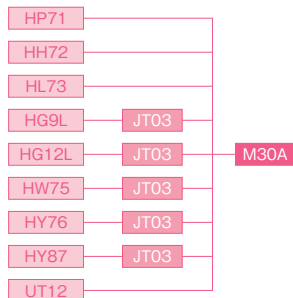 HP71
HH72
HL73
HG9L JT03
HG12L JT03 M30A
HW75 JT03
HY76 JT03
HY87 JT03
UT12